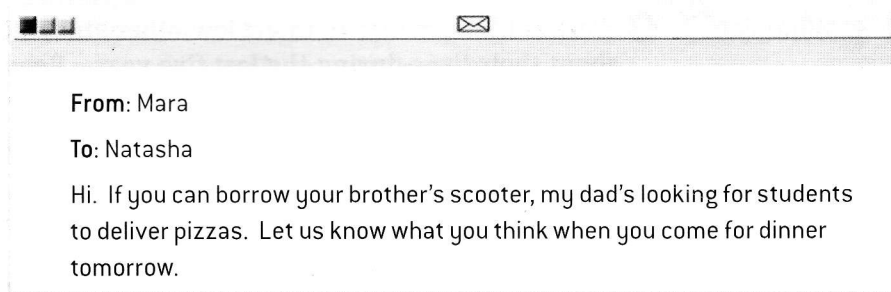 From: Mara
To: Natasha
Hi. If you can borrow your brother's scooter, my dad's looking for students
to deliver pizzas. Let us know what you think when you come for dinner
tomorrow.